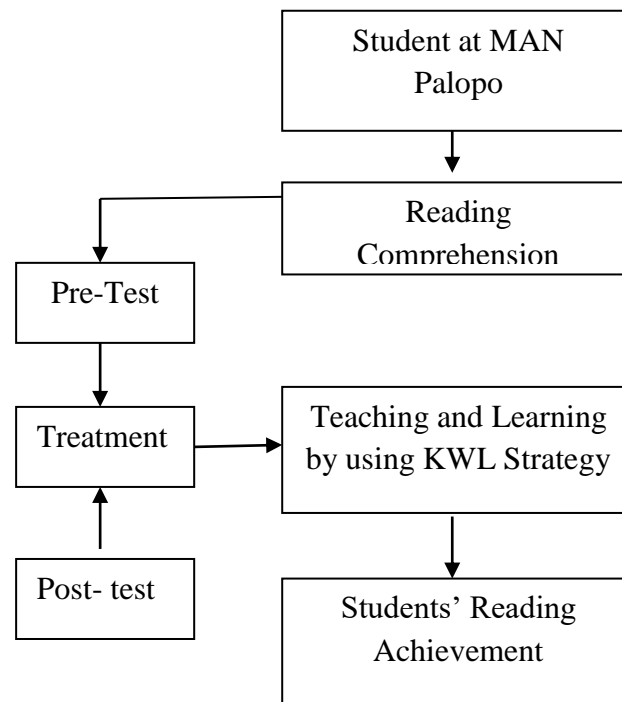 Student at MAN
Palopo
Reading
Comprehension
Pre-Test
Treatment
Teaching and Learning
by using KWL Strategy
Post- test
Students’ Reading
Achievement